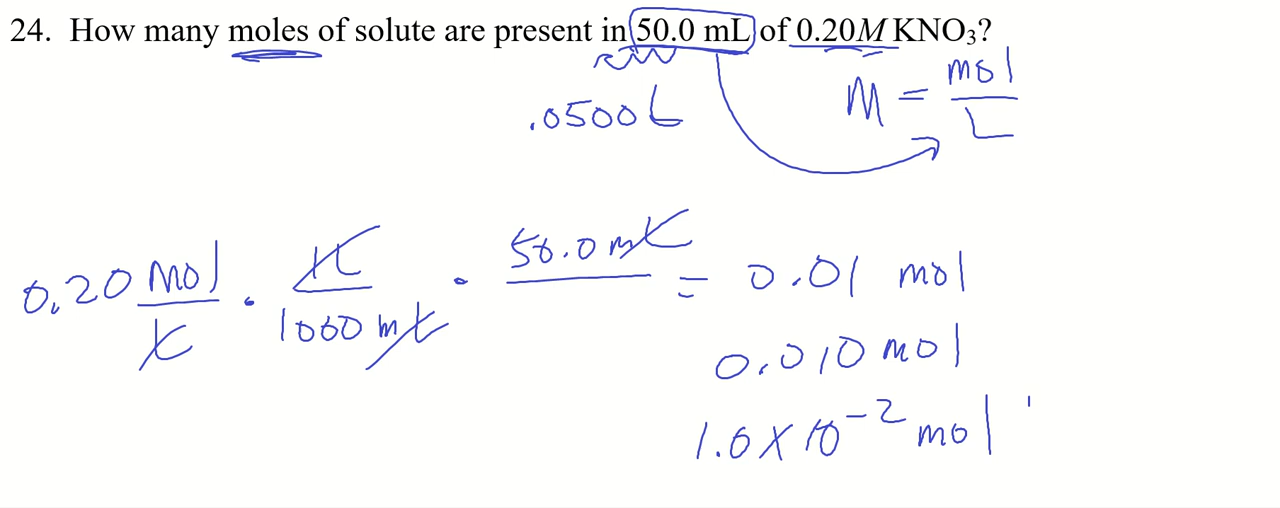 24. How many moles of solute are present in 50.0 mL of 0.20M KNO₃?
.0500L
M = mol/L
0.20 mol/L · L/1000 mL · 50.0 mL = 0.01 mol
0.010 mol
1.0 X 10⁻² mol